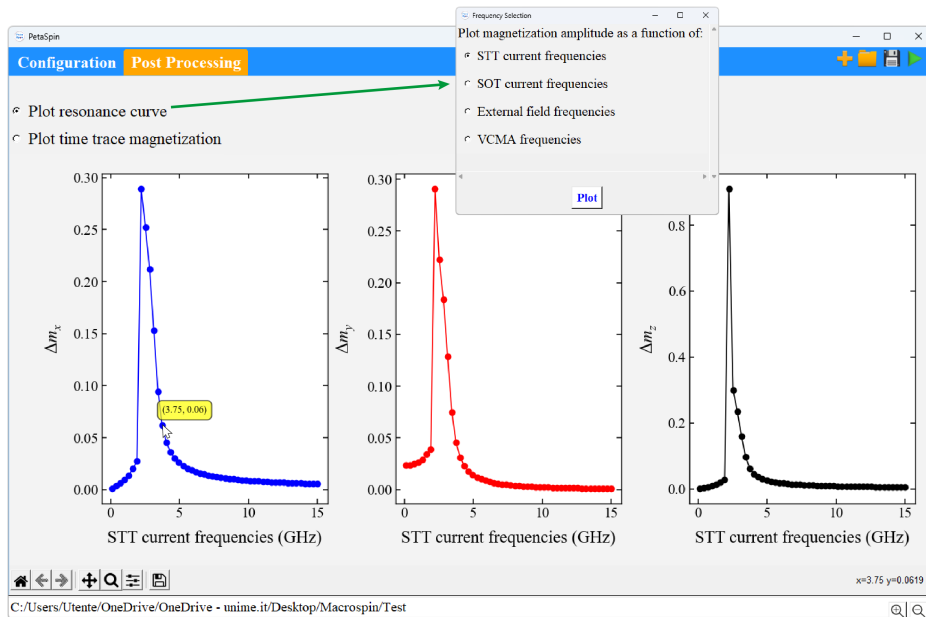 Frequency Selection
Plot magnetization amplitude as a function of:
STT current frequencies
SOT current frequencies
External field frequencies
VCMA frequencies
Plot
PetaSpin
Configuration Post Processing
Plot resonance curve
Plot time trace magnetization
0.30
0.25
0.20
0.15
0.10
0.05
0.00
Δmx
(3.75, 0.06)
0 5 10 15
STT current frequencies (GHz)
0.30
0.25
0.20
0.15
0.10
0.05
0.00
Δmy
0 5 10 15
STT current frequencies (GHz)
0.8
0.6
0.4
0.2
0.0
Δmz
0 5 10 15
STT current frequencies (GHz)
x=3.75 y=0.0619
C:/Users/Utente/OneDrive/OneDrive - unime.it/Desktop/Macrospin/Test